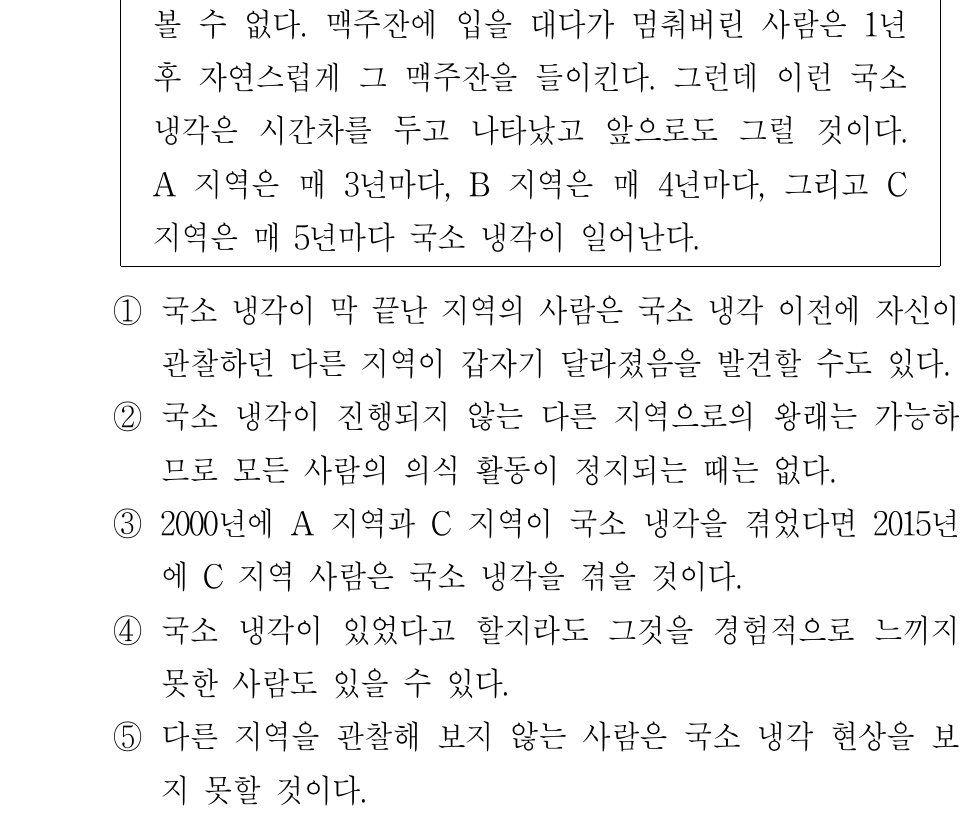 볼 수 없다. 맥주잔에 입을 대다가 멈춰버린 사람은 1년
후 자연스럽게 그 맥주잔을 들이킨다. 그런데 이런 국소
냉각은 시간차를 두고 나타났고 앞으로도 그럴 것이다.
A 지역은 매 3년마다, B 지역은 매 4년마다, 그리고 C
지역은 매 5년마다 국소 냉각이 일어난다.
① 국소 냉각이 막 끝난 지역의 사람은 국소 냉각 이전에 자신이
관찰하던 다른 지역이 갑자기 달라졌음을 발견할 수도 있다.
② 국소 냉각이 진행되지 않는 다른 지역으로의 왕래는 가능하
므로 모든 사람의 의식 활동이 정지되는 때는 없다.
③ 2000년에 A 지역과 C 지역이 국소 냉각을 겪었다면 2015년
에 C 지역 사람은 국소 냉각을 겪을 것이다.
④ 국소 냉각이 있었다고 할지라도 그것을 경험적으로 느끼지
못한 사람도 있을 수 있다.
⑤ 다른 지역을 관찰해 보지 않는 사람은 국소 냉각 현상을 보
지 못할 것이다.